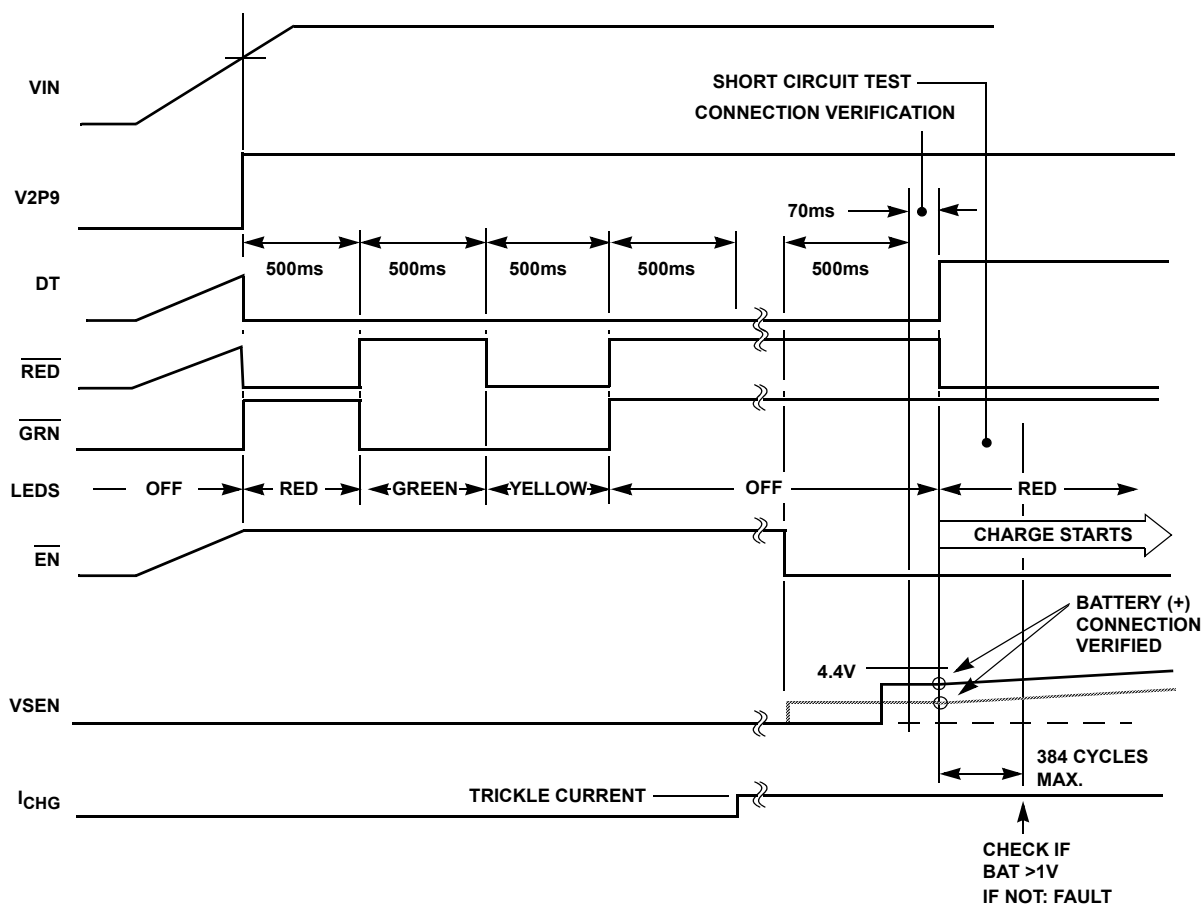 VIN
SHORT CIRCUIT TEST
CONNECTION VERIFICATION
V2P9
70ms
500ms 500ms 500ms 500ms 500ms
DT
RED
GRN
LEDS OFF RED GREEN YELLOW OFF RED
CHARGE STARTS
EN
BATTERY (+)
CONNECTION
VERIFIED
4.4V
VSEN
384 CYCLES
MAX.
ICHG
TRICKLE CURRENT
CHECK IF
BAT >1V
IF NOT: FAULT